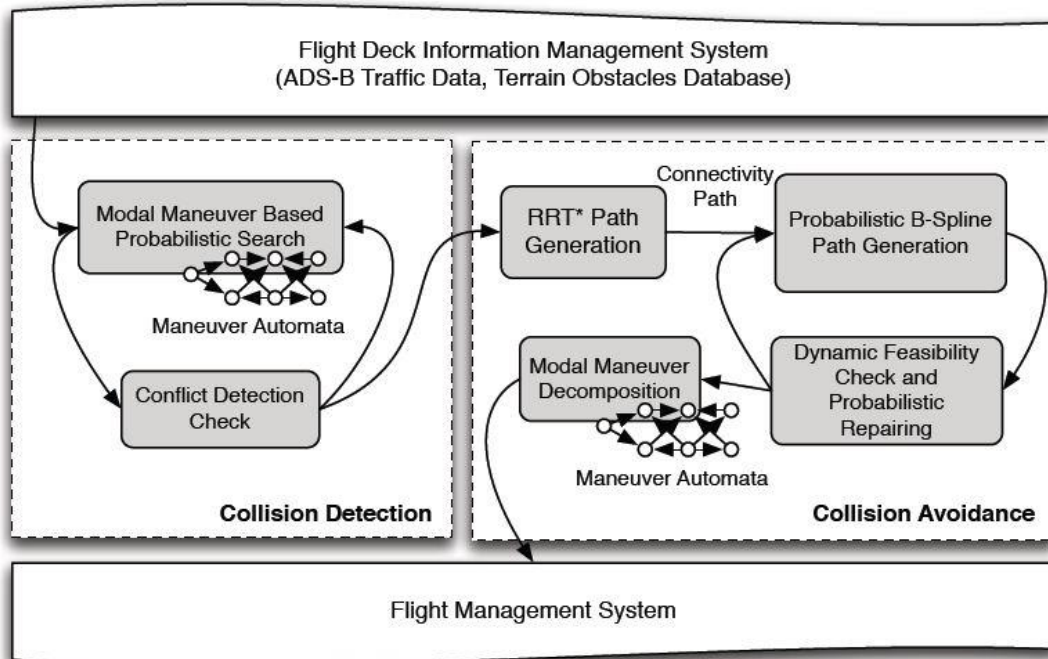 Flight Deck Information Management System
(ADS-B Traffic Data, Terrain Obstacles Database)
Modal Maneuver Based
Probabilistic Search
Maneuver Automata
Conflict Detection
Check
Collision Detection
RRT* Path
Generation
Connectivity
Path
Probabilistic B-Spline
Path Generation
Modal Maneuver
Decomposition
Maneuver Automata
Dynamic Feasibility
Check and
Probabilistic
Repairing
Collision Avoidance
Flight Management System